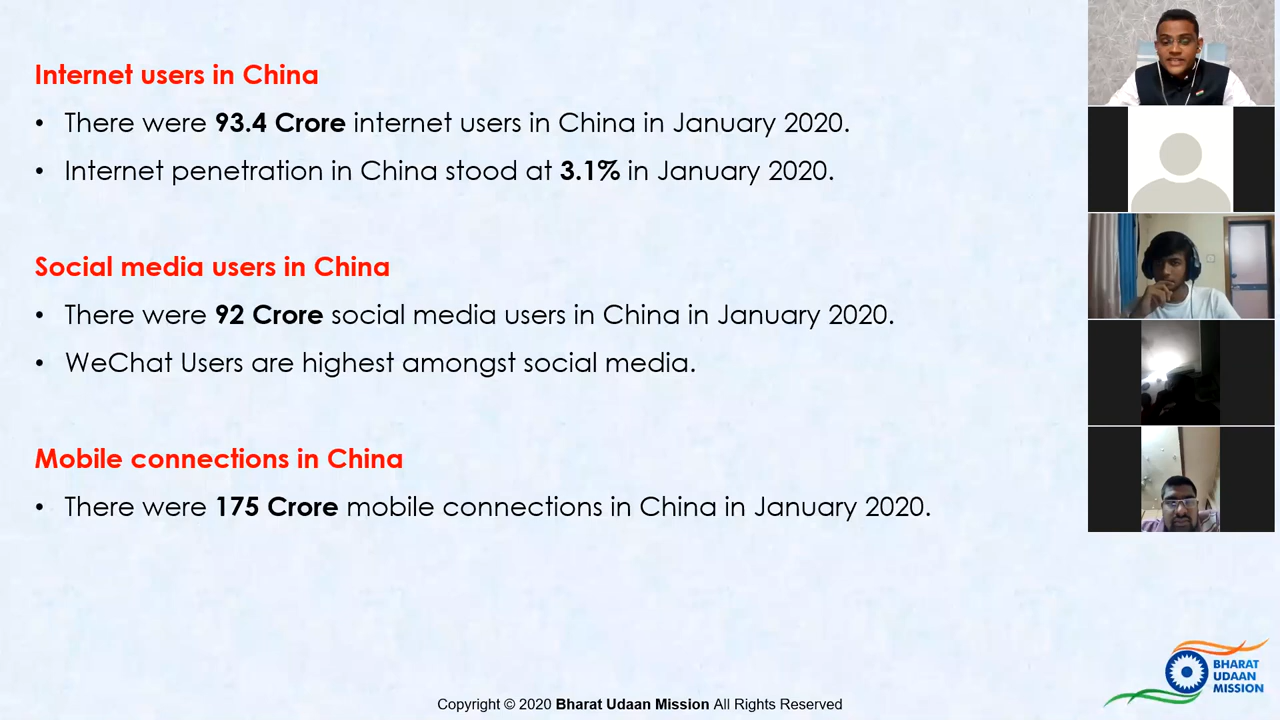 Internet users in China
• There were 93.4 Crore internet users in China in January 2020.
• Internet penetration in China stood at 3.1% in January 2020.
Social media users in China
• There were 92 Crore social media users in China in January 2020.
• WeChat Users are highest amongst social media.
Mobile connections in China
• There were 175 Crore mobile connections in China in January 2020.
BHARAT
UDAAN
MISSION
Copyright © 2020 Bharat Udaan Mission All Rights Reserved